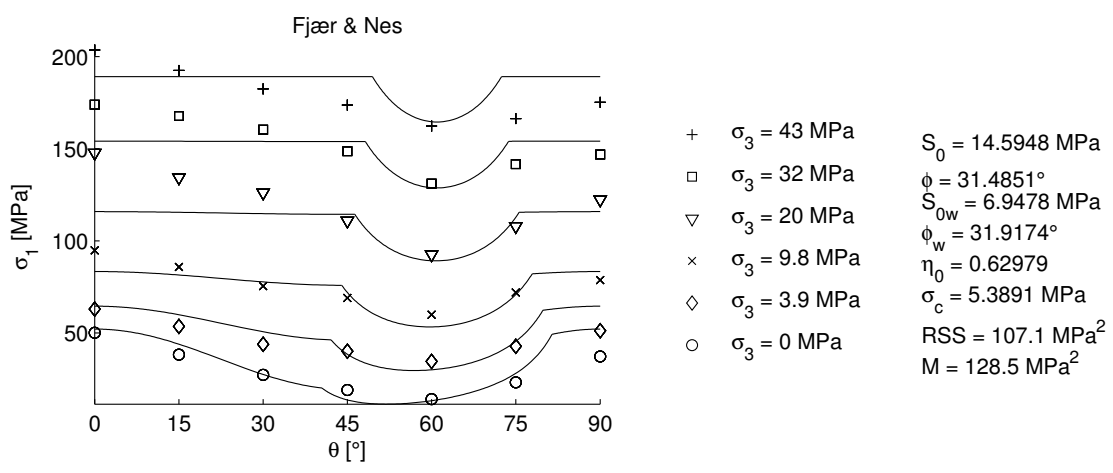 Fjær & Nes
200
150
100
50
σ₁ [MPa]
0 15 30 45 60 75 90
θ [°]
σ₃ = 43 MPa
σ₃ = 32 MPa
σ₃ = 20 MPa
σ₃ = 9.8 MPa
σ₃ = 3.9 MPa
σ₃ = 0 MPa
S₀ = 14.5948 MPa
ϕ = 31.4851°
S₀w = 6.9478 MPa
ϕw = 31.9174°
η₀ = 0.62979
σc = 5.3891 MPa
RSS = 107.1 MPa²
M = 128.5 MPa²